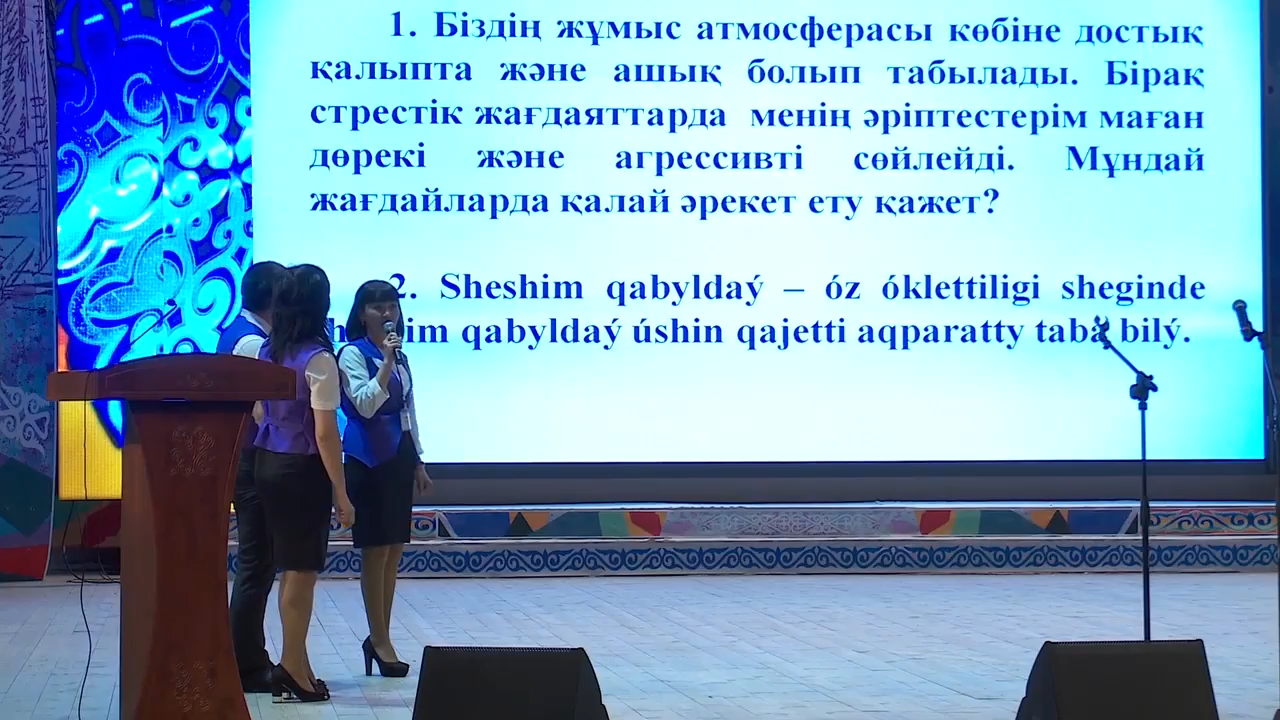 1. Біздің жұмыс атмосферасы көбіне достық
қалыпта және ашық болып табылады. Бірақ
стрестік жағдаяттарда менің әріптестерім маған
дөрекі және агрессивті сөйлейді. Мұндай
жағдайларда қалай әрекет ету қажет?
2. Sheshim qabyldaý – óz óklettiligi sheginde
qabyldaý úshin qajetti aqparatty taba bilý.